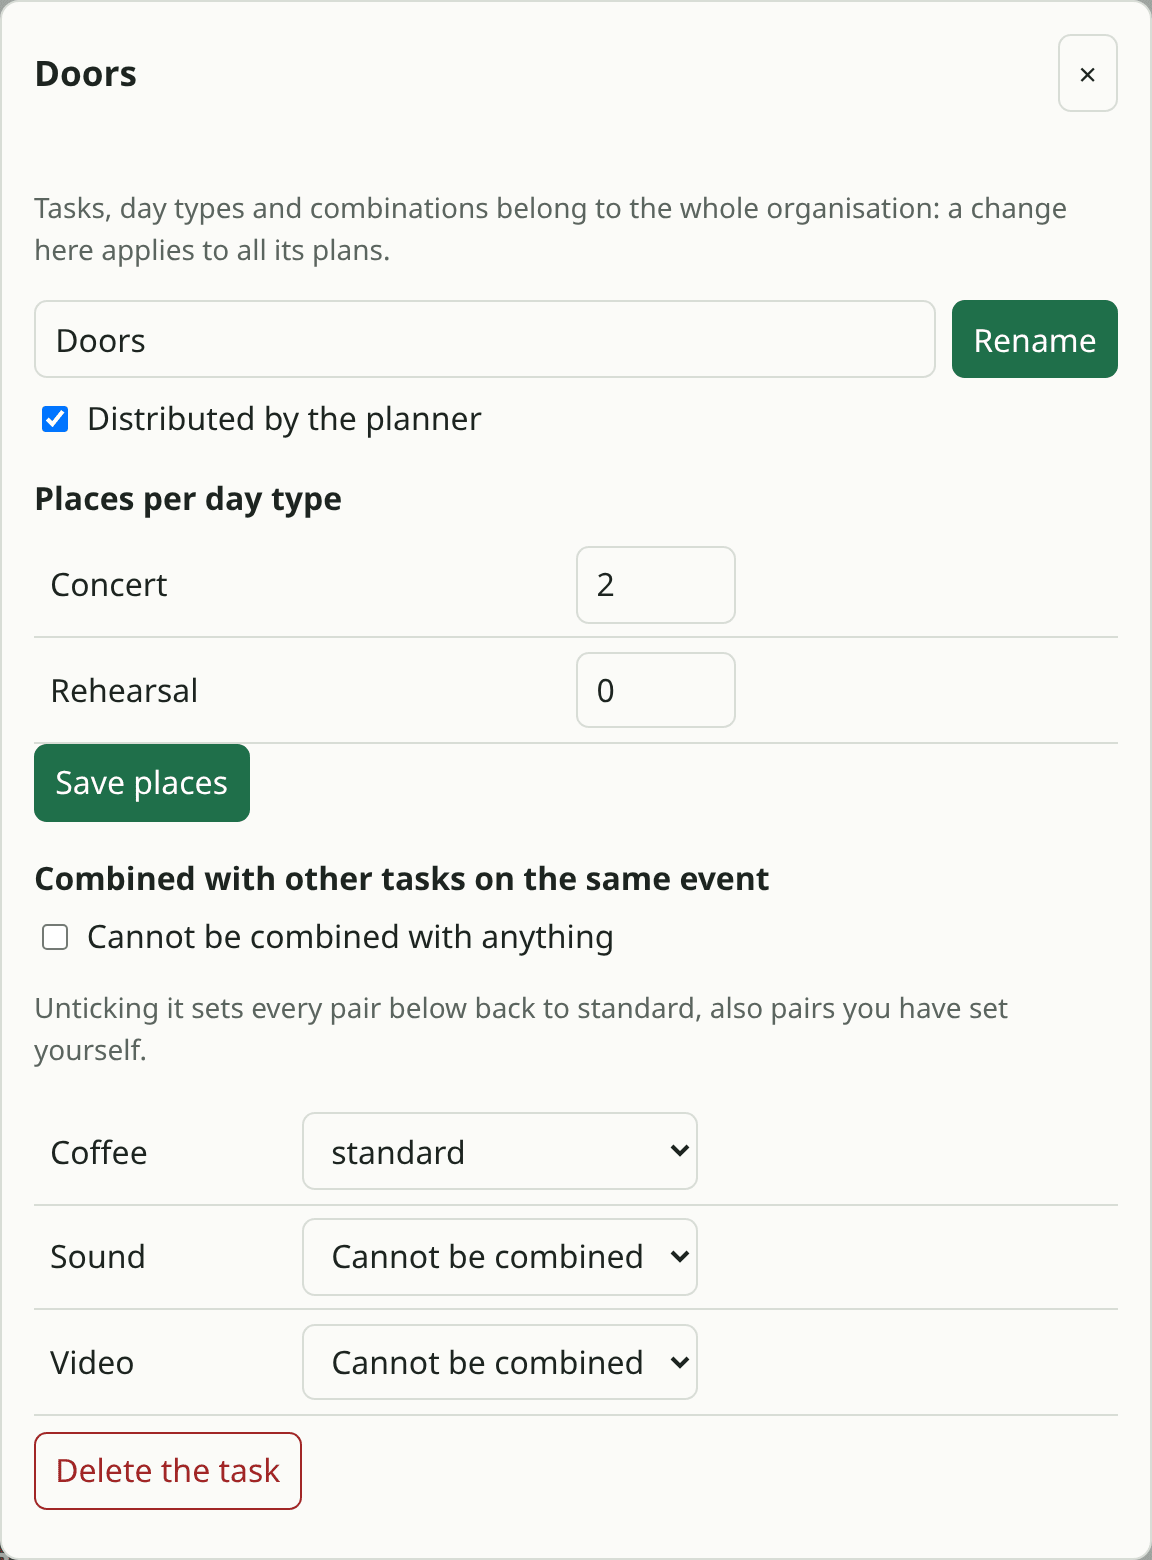 Doors
×
Tasks, day types and combinations belong to the whole organisation: a change
here applies to all its plans.
Doors
Rename
Distributed by the planner
Places per day type
Concert
2
Rehearsal
0
Save places
Combined with other tasks on the same event
Cannot be combined with anything
Unticking it sets every pair below back to standard, also pairs you have set
yourself.
Coffee
standard
Sound
Cannot be combined
Video
Cannot be combined
Delete the task